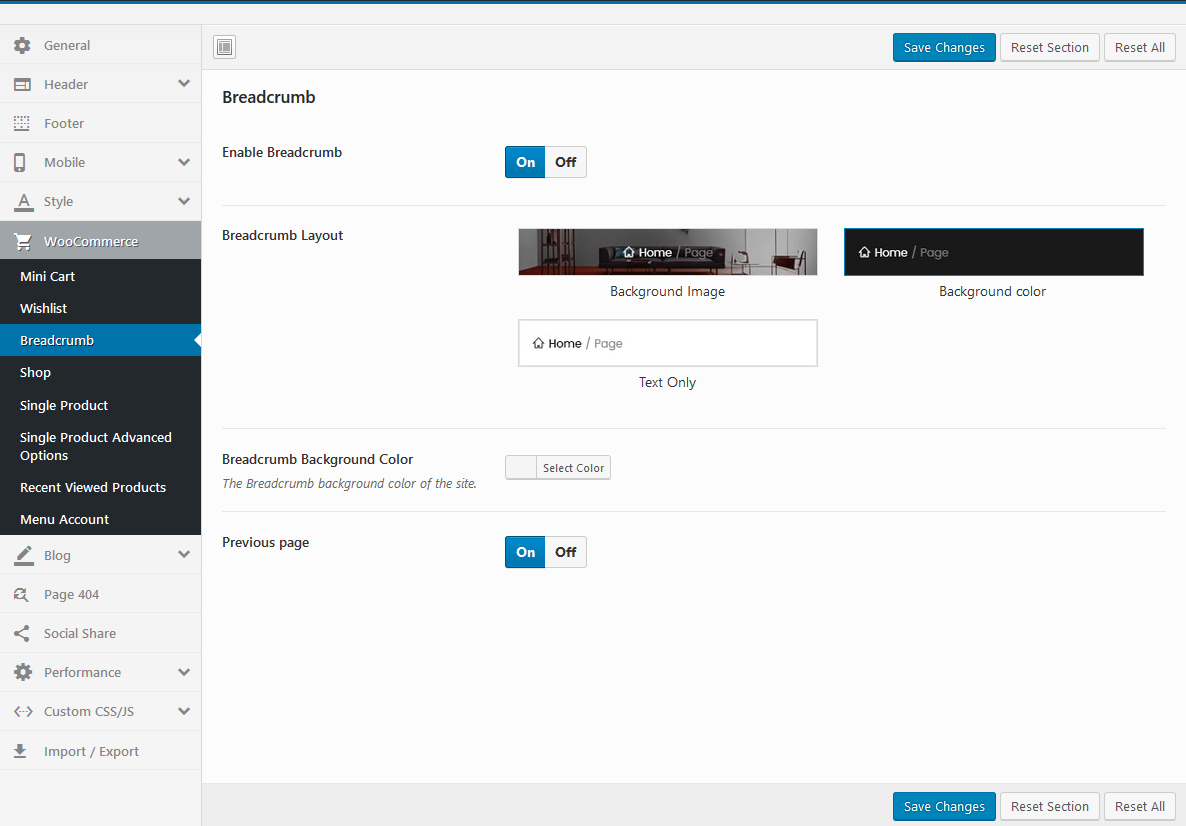 General
Header
Footer
Mobile
Style
WooCommerce
Mini Cart
Wishlist
Breadcrumb
Shop
Single Product
Single Product Advanced
Options
Recent Viewed Products
Menu Account
Blog
Page 404
Social Share
Performance
Custom CSS/JS
Import / Export
Save Changes Reset Section Reset All
Breadcrumb
Enable Breadcrumb On Off
Breadcrumb Layout
Home / Page
Background Image
Home / Page
Background color
Home / Page
Text Only
Breadcrumb Background Color Select Color
The Breadcrumb background color of the site.
Previous page On Off
Save Changes Reset Section Reset All